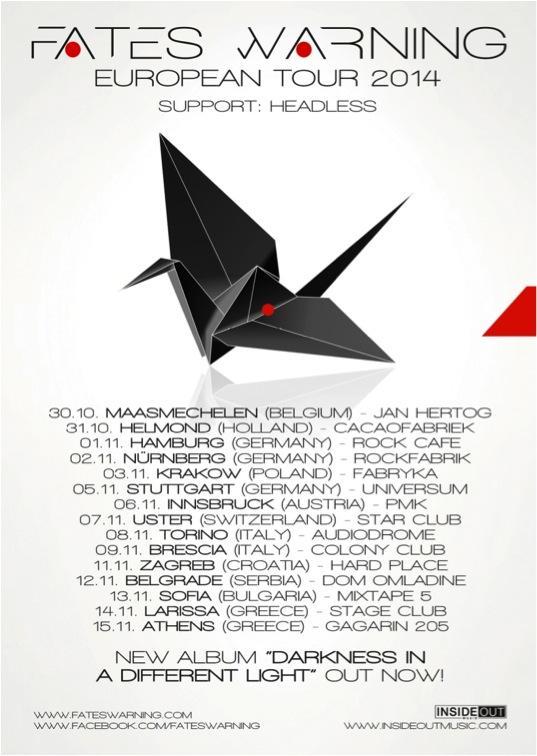 FATES WARNING
EUROPEAN TOUR 2014
SUPPORT: HEADLESS
30.10. MAASMECHELEN (BELGIUM) - JAN HERTOG
31.10. HELMOND (HOLLAND) - CACAOFABRIEK
01.11. HAMBURG (GERMANY) - ROCK CAFE
02.11. NÜRNBERG (GERMANY) - ROCKFABRIK
03.11. KRAKOW (POLAND) - FABRYKA
05.11. STUTTGART (GERMANY) - UNIVERSUM
06.11. INNSBRUCK (AUSTRIA) - PMK
07.11. USTER (SWITZERLAND) - STAR CLUB
08.11. TORINO (ITALY) - AUDIODROME
09.11. BRESCIA (ITALY) - COLONY CLUB
11.11. ZAGREB (CROATIA) - HARD PLACE
12.11. BELGRADE (SERBIA) - DOM OMLADINE
13.11. SOFIA (BULGARIA) - MIXTAPE 5
14.11. LARISSA (GREECE) - STAGE CLUB
15.11. ATHENS (GREECE) - GAGARIN 205
NEW ALBUM "DARKNESS IN
A DIFFERENT LIGHT" OUT NOW!
WWW.FATESWARNING.COM
WWW.FACEBOOK.COM/FATESWARNING
INSIDEOUT
WWW.INSIDEOUTMUSIC.COM